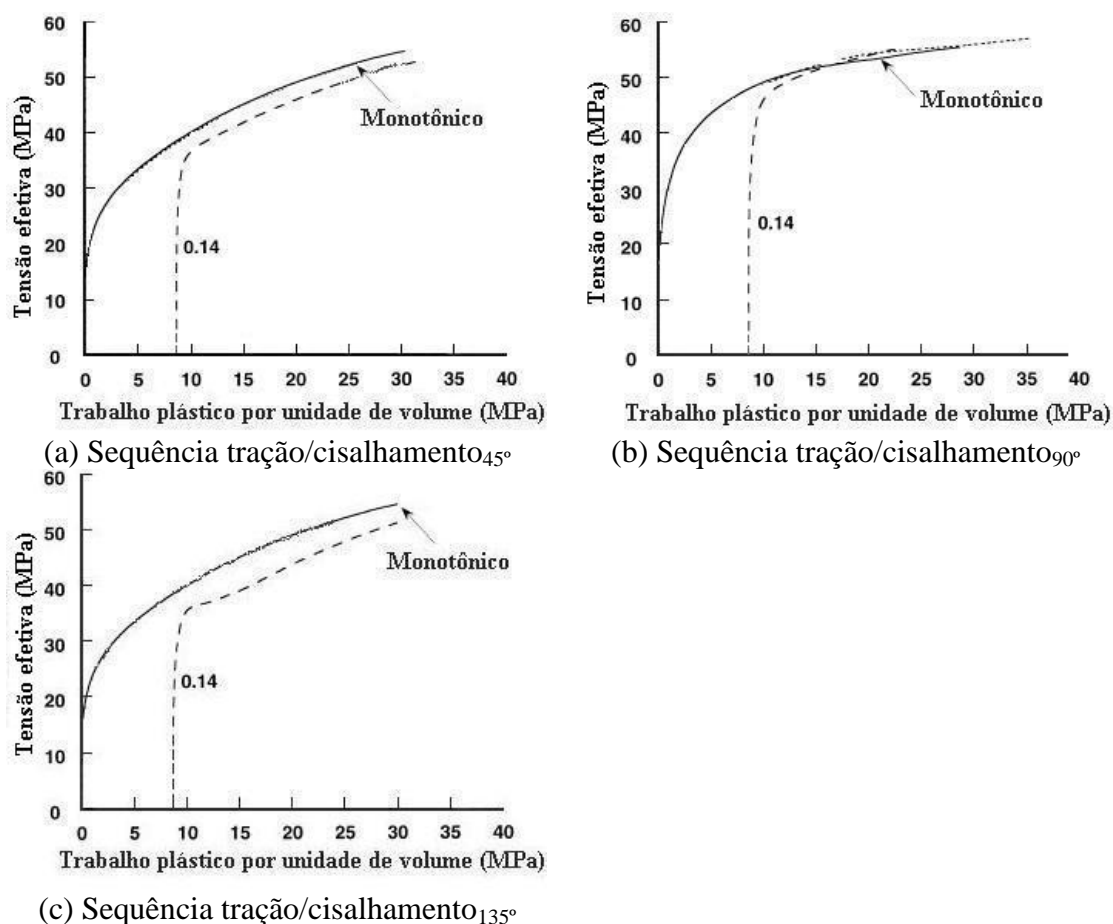 60
50
40
30
20
10
0
Tensão efetiva (MPa)
Monotônico
0.14
0 5 10 15 20 25 30 35 40
Trabalho plástico por unidade de volume (MPa)
(a) Sequência tração/cisalhamento45º
60
50
40
30
20
10
0
Tensão efetiva (MPa)
Monotônico
0.14
0 5 10 15 20 25 30 35 40
Trabalho plástico por unidade de volume (MPa)
(b) Sequência tração/cisalhamento90º
60
50
40
30
20
10
0
Tensão efetiva (MPa)
Monotônico
0.14
0 5 10 15 20 25 30 35 40
Trabalho plástico por unidade de volume (MPa)
(c) Sequência tração/cisalhamento135º